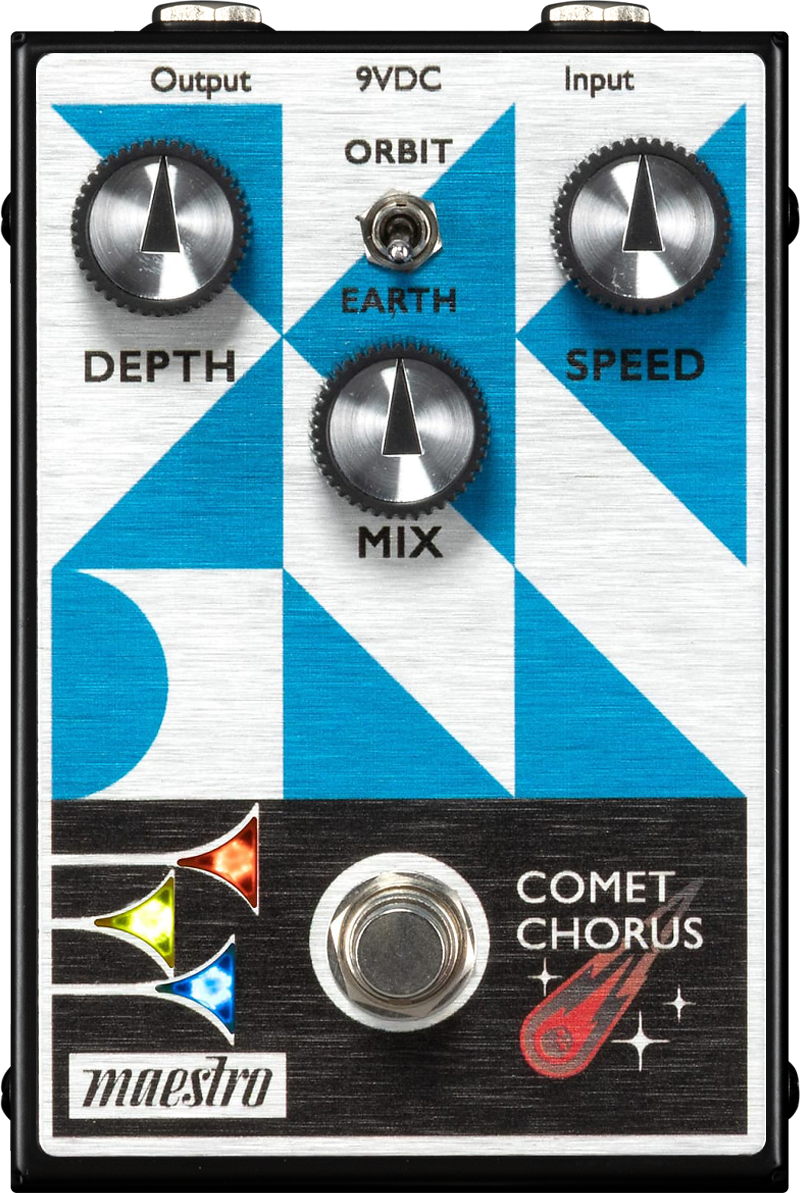 Output
9VDC
Input
ORBIT
EARTH
DEPTH
SPEED
MIX
COMET
CHORUS
maestro